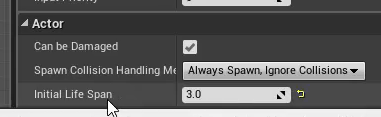 Actor
Can be Damaged
Spawn Collision Handling Me Always Spawn, Ignore Collisions
Initial Life Span 3.0